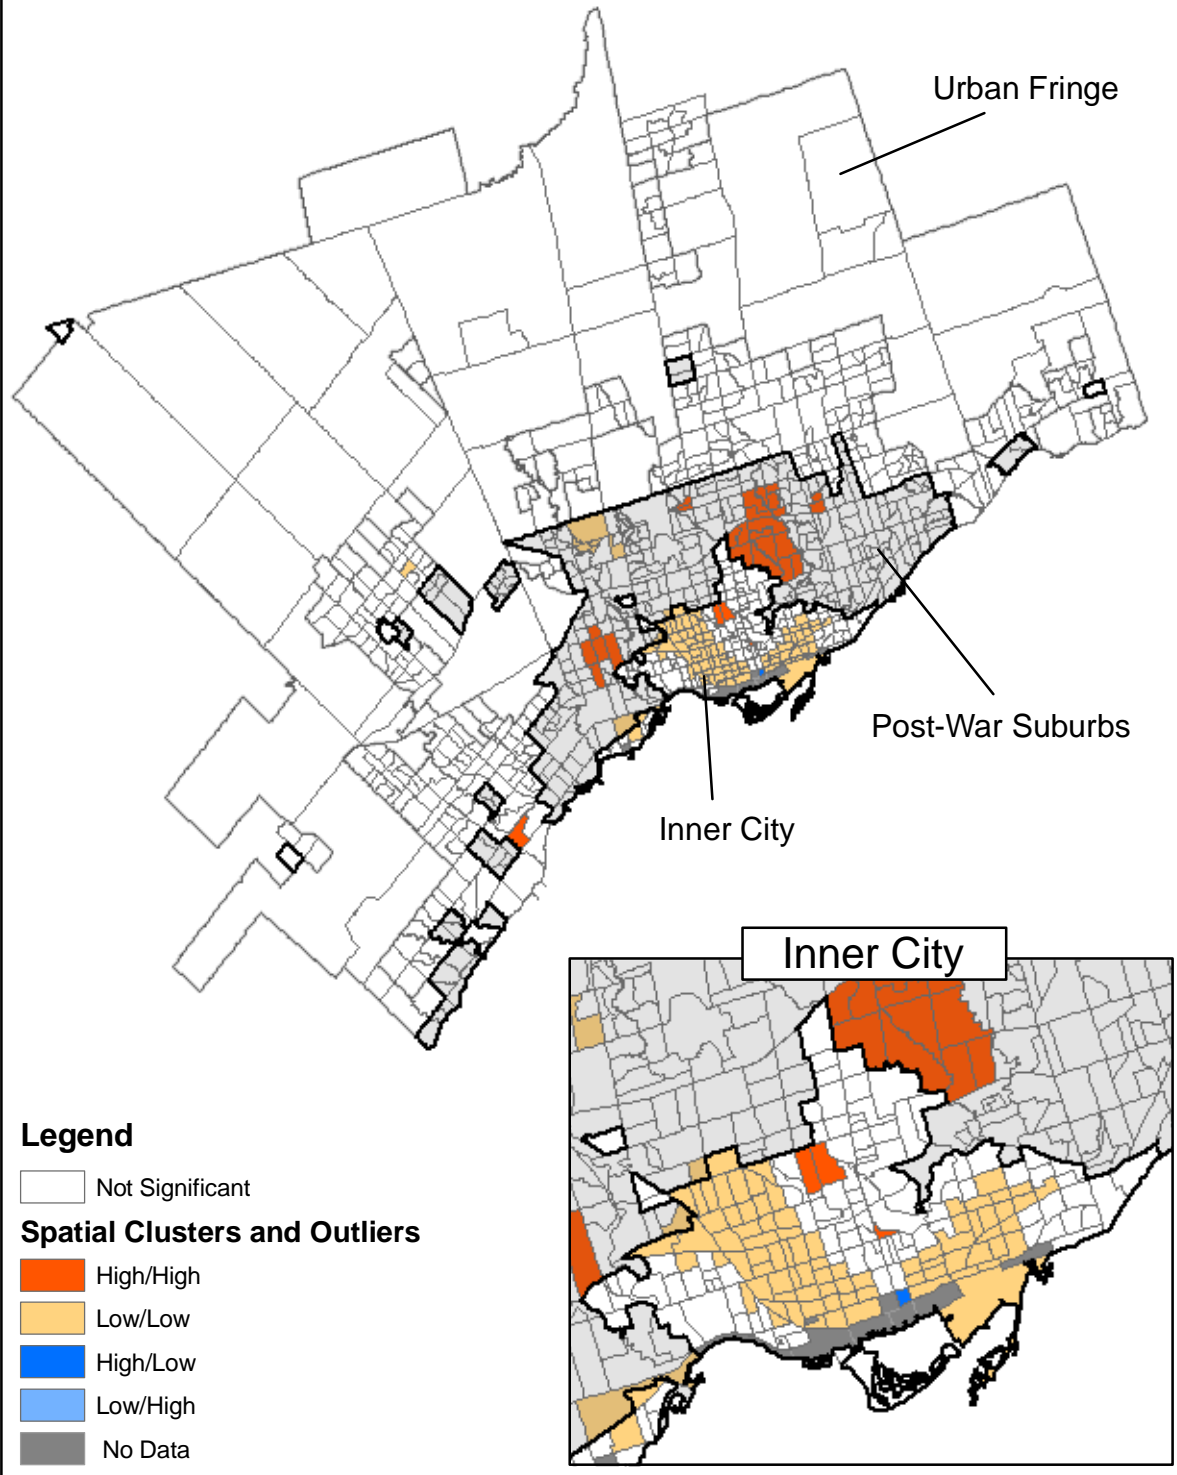 Urban Fringe
Post-War Suburbs
Inner City
Inner City
Legend
Not Significant
Spatial Clusters and Outliers
High/High
Low/Low
High/Low
Low/High
No Data